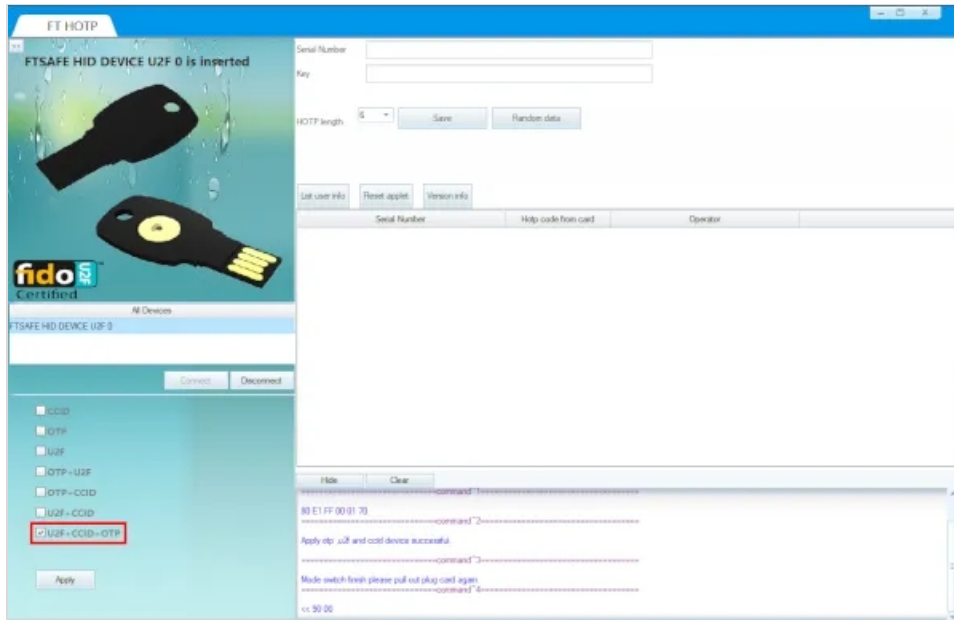 FT HOTP
<<
FTSAFE HID DEVICE U2F 0 is inserted
fido U2F
Certified
All Devices
FTSAFE HID DEVICE U2F 0
Connect
Disconnect
CCID
OTP
U2F
OTP+U2F
OTP+CCID
U2F+CCID
U2F+CCID+OTP
Apply
Serial Number
Key
HOTP length
6
Save
Random data
List user info
Reset applet
Version info
Serial Number
Hotp code from card
Operator
Hide
Clear
command^1
80 E1 FF 00 01 70
command^2
Apply otp ,u2f and ccid device successful.
command^3
Mode switch finish please pull out plug card again
command^4
<< 90 00